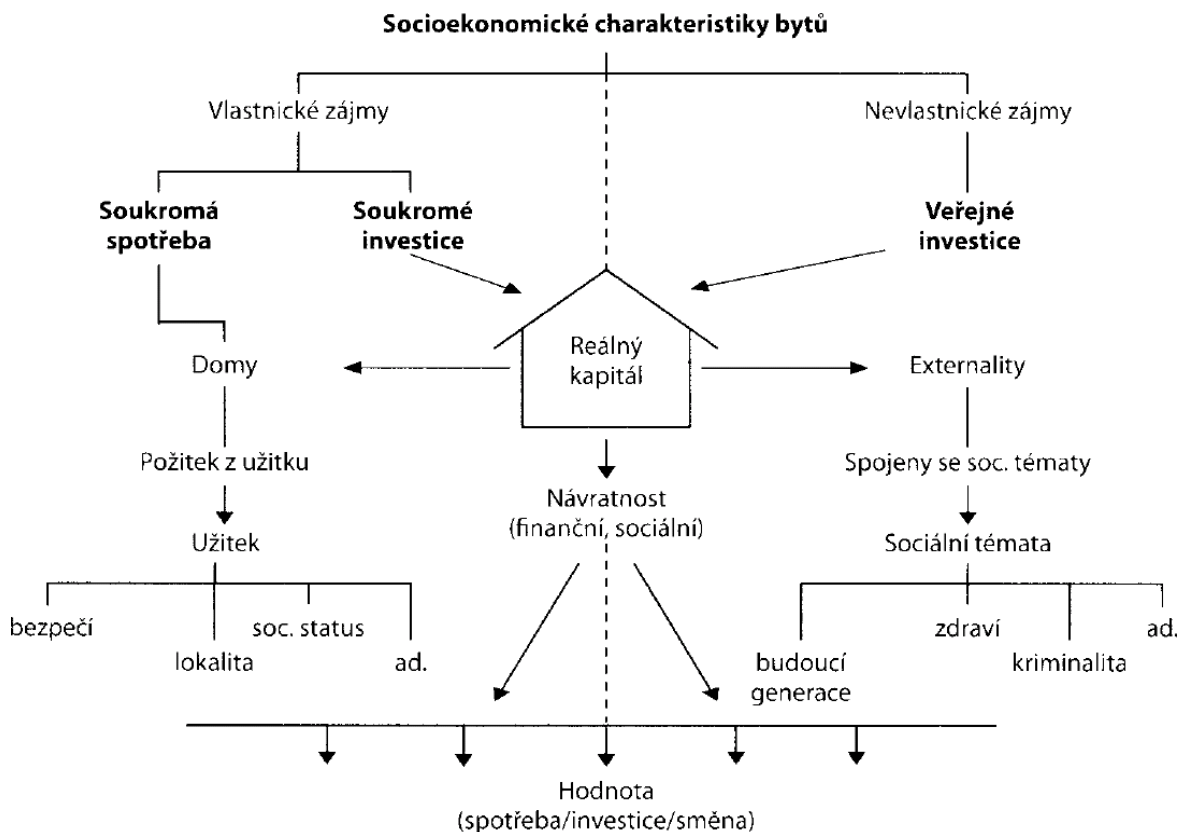 Socioekonomické charakteristiky bytů
Vlastnické zájmy
Nevlastnické zájmy
Soukromá
spotřeba
Soukromé
investice
Veřejné
investice
Reálný
kapitál
Domy
Externality
Požitek z užitku
Spojeny se soc. tématy
Návratnost
(finanční, sociální)
Užitek
Sociální témata
bezpečí
soc. status
lokalita
ad.
zdraví
ad.
budoucí
generace
kriminalita
Hodnota
(spotřeba/investice/směna)